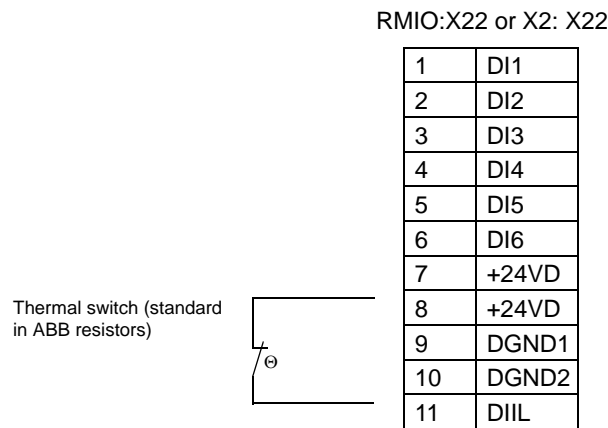 RMIO:X22 or X2: X22
1 DI1
2 DI2
3 DI3
4 DI4
5 DI5
6 DI6
7 +24VD
8 +24VD
9 DGND1
10 DGND2
11 DIIL
Thermal switch (standard
in ABB resistors)
Θ